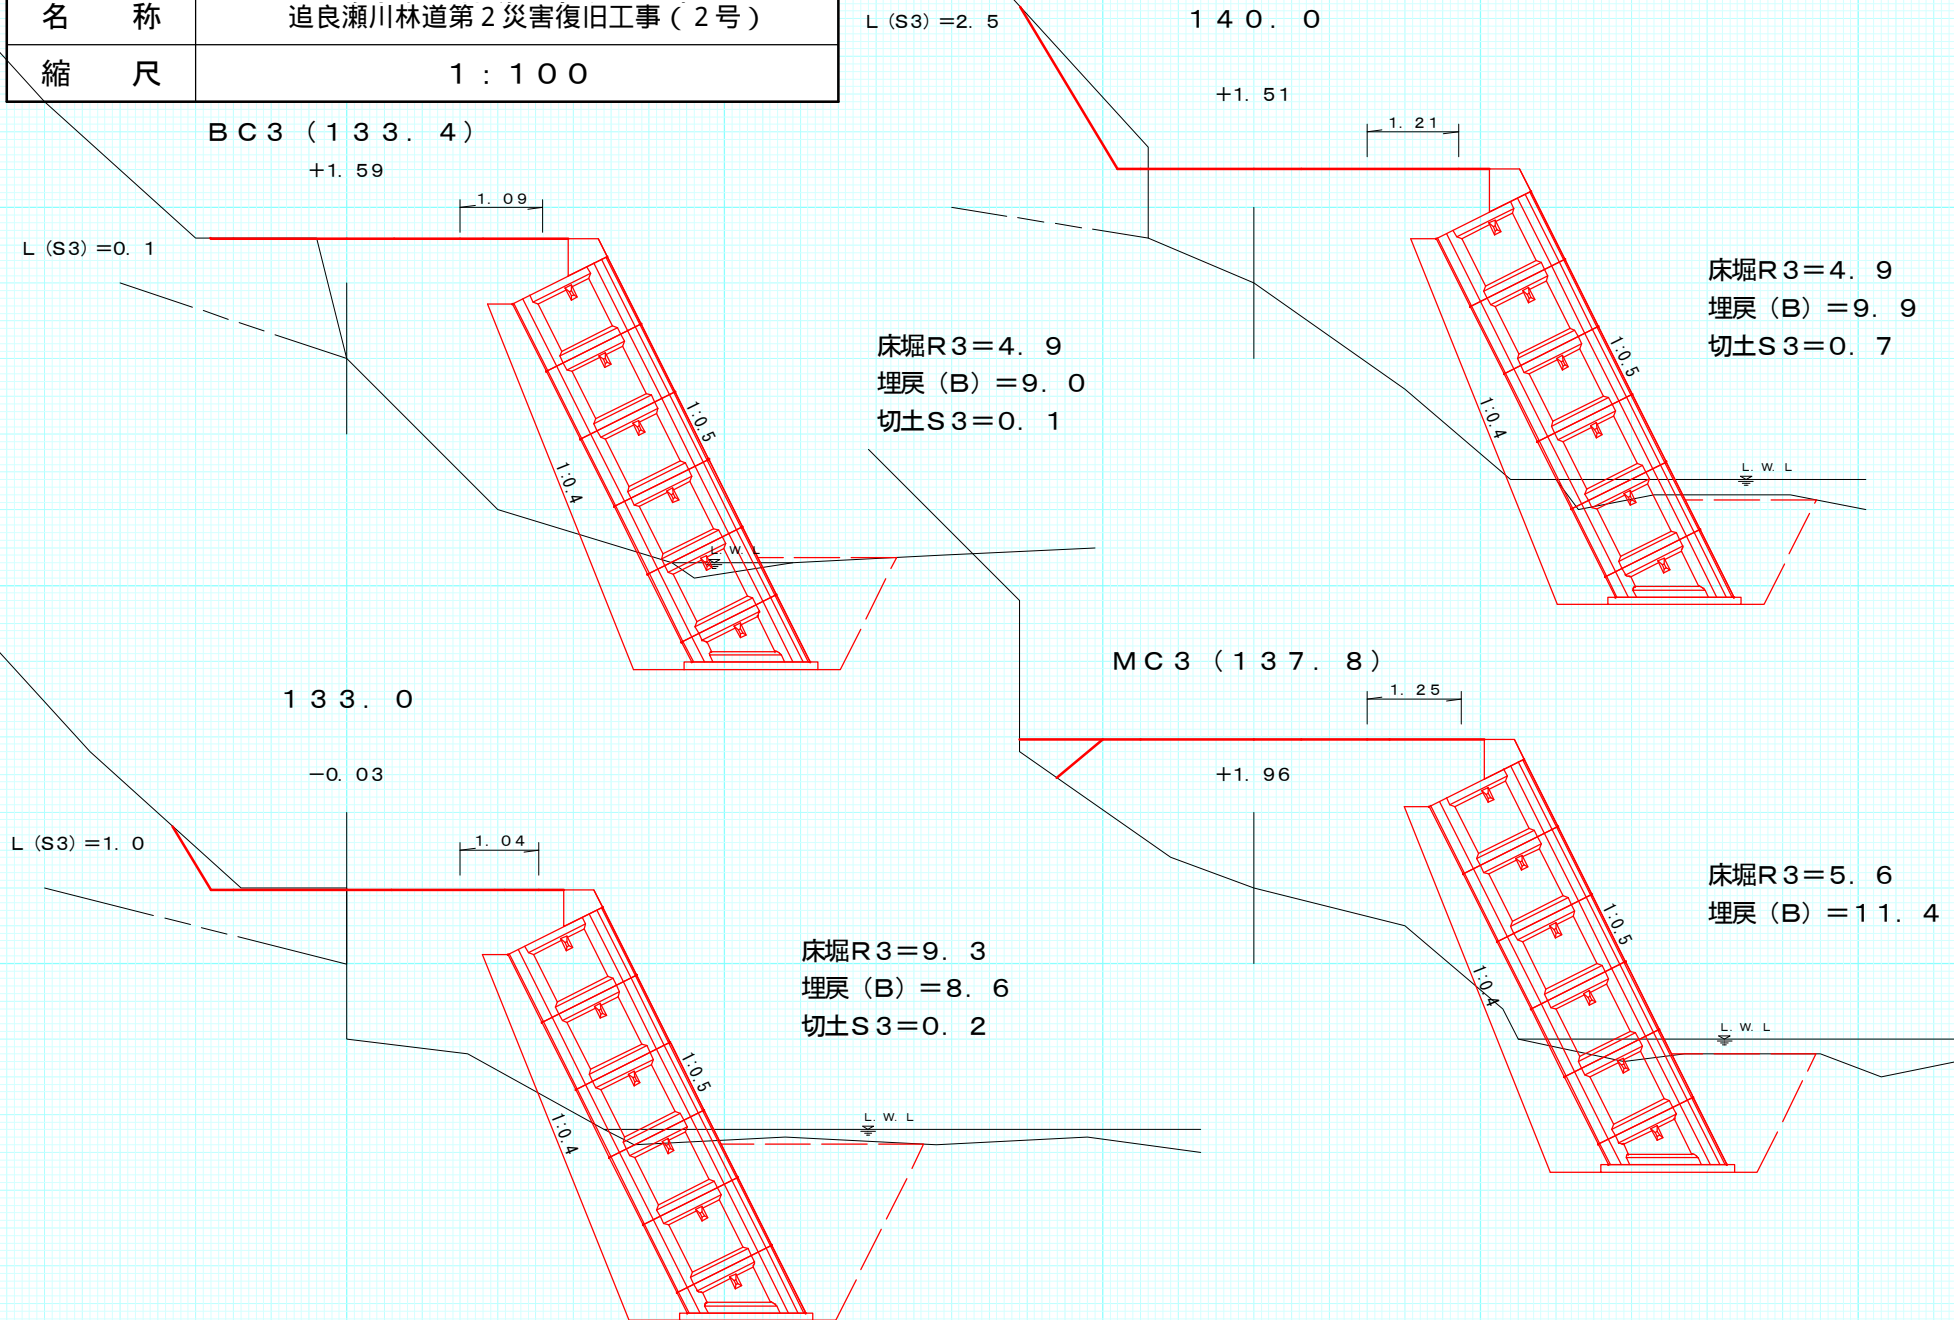 名 称 追良瀬川林道第2災害復旧工事(2号)
縮 尺 1:100
BC3(133.4)
+1.59
1.09
L(S3)=0.1
床堀R3=4.9
埋戻(B)=9.0
切土S3=0.1
1:0.5
1:0.4
L.W.L
140.0
L(S3)=2.5
+1.51
1.21
床堀R3=4.9
埋戻(B)=9.9
切土S3=0.7
1:0.5
1:0.4
L.W.L
133.0
-0.03
L(S3)=1.0
1.04
床堀R3=9.3
埋戻(B)=8.6
切土S3=0.2
1:0.5
1:0.4
L.W.L
MC3(137.8)
1.25
+1.96
床堀R3=5.6
埋戻(B)=11.4
1:0.5
1:0.4
L.W.L